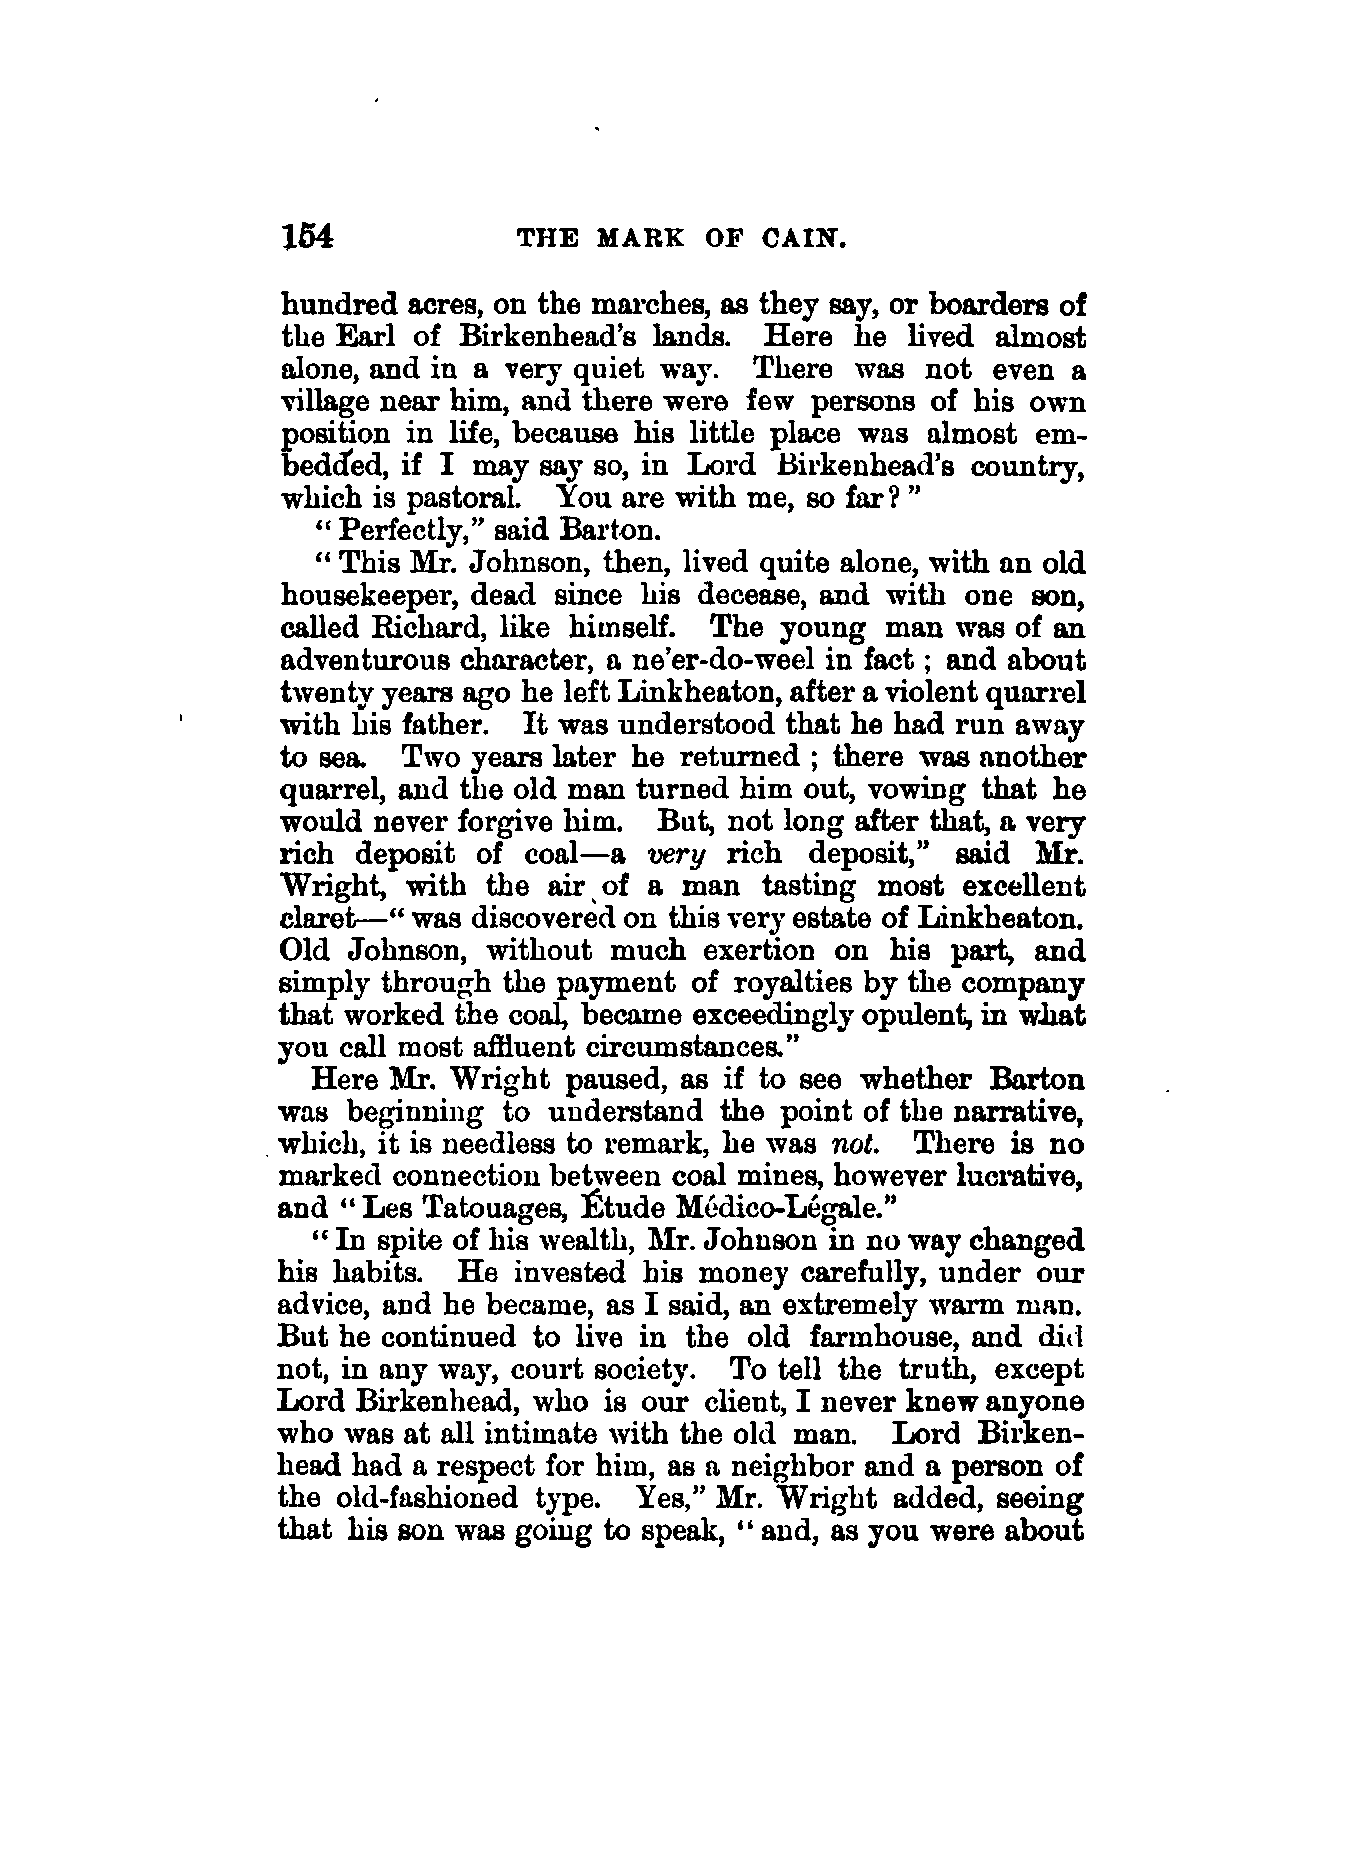 154 THE MARK OF CAIN.
hundred acres, on the marches, as they say, or boarders of
the Earl of Birkenhead's lands. Here he lived almost
alone, and in a very quiet way. There was not even a
village near him, and there were few persons of his own
position in life, because his little place was almost em-
bedded, if I may say so, in Lord Birkenhead's country,
which is pastoral. You are with me, so far?"
"Perfectly," said Barton.
"This Mr. Johnson, then, lived quite alone, with an old
housekeeper, dead since his decease, and with one son,
called Richard, like himself. The young man was of an
adventurous character, a ne'er-do-weel in fact; and about
twenty years ago he left Linkheaton, after a violent quarrel
with his father. It was understood that he had run away
to sea. Two years later he returned; there was another
quarrel, and the old man turned him out, vowing that he
would never forgive him. But, not long after that, a very
rich deposit of coal—a very rich deposit," said Mr.
Wright, with the air of a man tasting most excellent
claret—"was discovered on this very estate of Linkheaton.
Old Johnson, without much exertion on his part, and
simply through the payment of royalties by the company
that worked the coal, became exceedingly opulent, in what
you call most affluent circumstances."
Here Mr. Wright paused, as if to see whether Barton
was beginning to understand the point of the narrative,
which, it is needless to remark, he was not. There is no
marked connection between coal mines, however lucrative,
and "Les Tatouages, Étude Médico-Légale."
"In spite of his wealth, Mr. Johnson in no way changed
his habits. He invested his money carefully, under our
advice, and he became, as I said, an extremely warm man.
But he continued to live in the old farmhouse, and did
not, in any way, court society. To tell the truth, except
Lord Birkenhead, who is our client, I never knew anyone
who was at all intimate with the old man. Lord Birken-
head had a respect for him, as a neighbor and a person of
the old-fashioned type. Yes," Mr. Wright added, seeing
that his son was going to speak, "and, as you were about